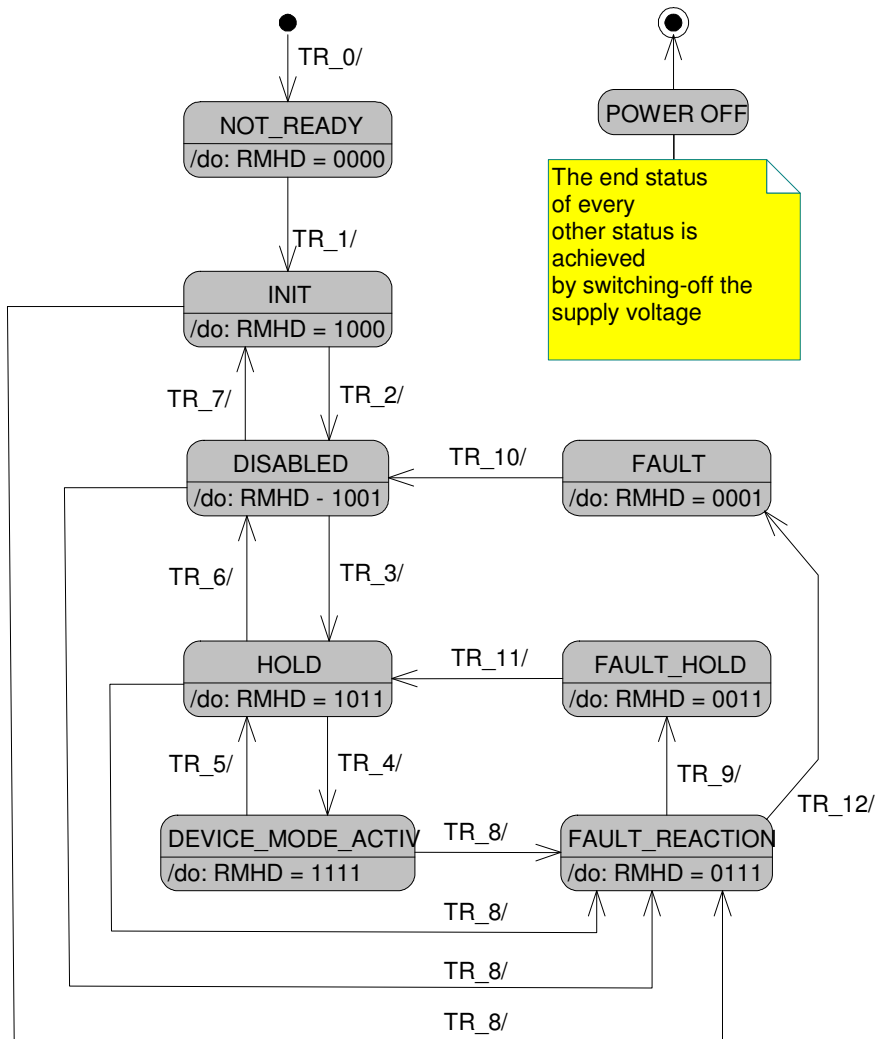 TR_0/
POWER OFF
NOT_READY
/do: RMHD = 0000
The end status
of every
other status is
achieved
by switching-off the
supply voltage
TR_1/
INIT
/do: RMHD = 1000
TR_7/
TR_2/
DISABLED
/do: RMHD - 1001
TR_10/
FAULT
/do: RMHD = 0001
TR_6/
TR_3/
HOLD
/do: RMHD = 1011
TR_11/
FAULT_HOLD
/do: RMHD = 0011
TR_5/
TR_4/
TR_9/
TR_12/
DEVICE_MODE_ACTIV
/do: RMHD = 1111
TR_8/
FAULT_REACTION
/do: RMHD = 0111
TR_8/
TR_8/
TR_8/